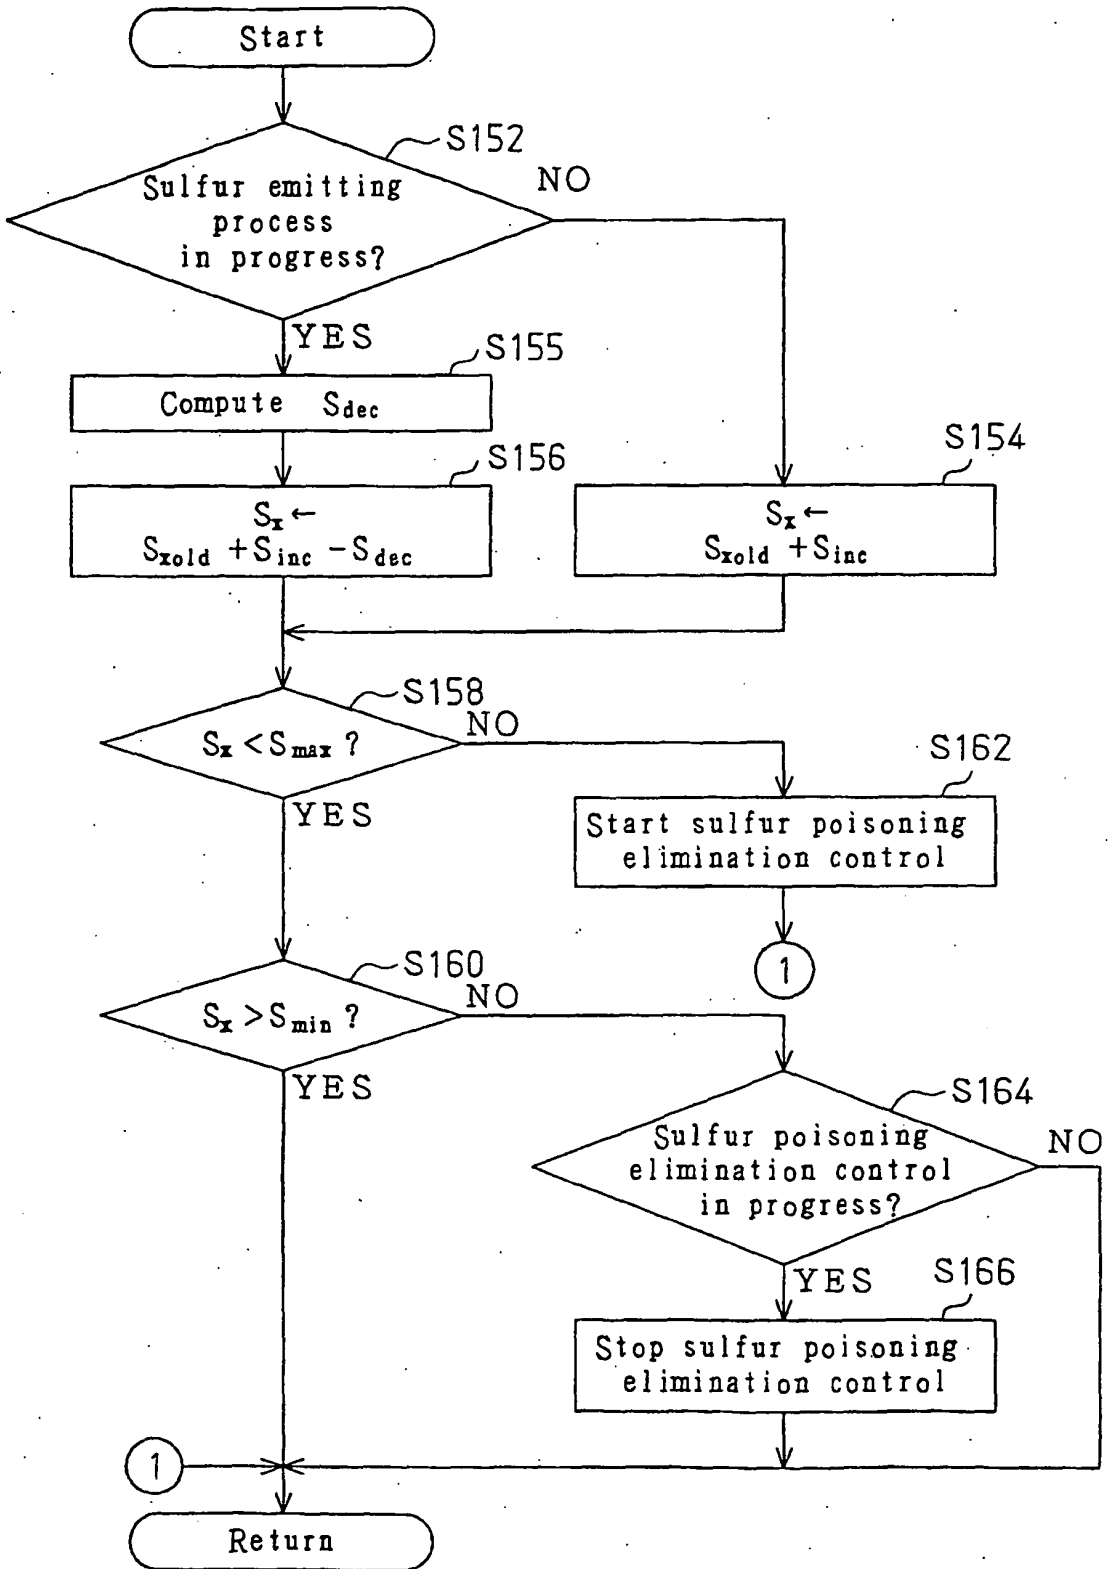 Start
S152
Sulfur emitting
process
in progress?
NO
YES
S155
Compute Sdec
S156
Sx ←
Sxold + Sinc - Sdec
S154
Sx ←
Sxold + Sinc
S158
Sx < Smax ?
NO
YES
S162
Start sulfur poisoning
elimination control
1
S160
Sx > Smin ?
NO
YES
S164
Sulfur poisoning
elimination control
in progress?
NO
YES
S166
Stop sulfur poisoning
elimination control
1
Return